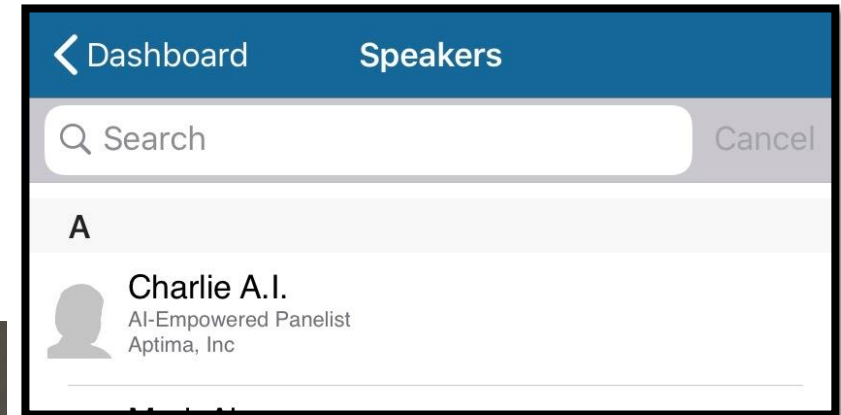 Dashboard
Speakers
Search
Cancel
A
Charlie A.I.
AI-Empowered Panelist
Aptima, Inc